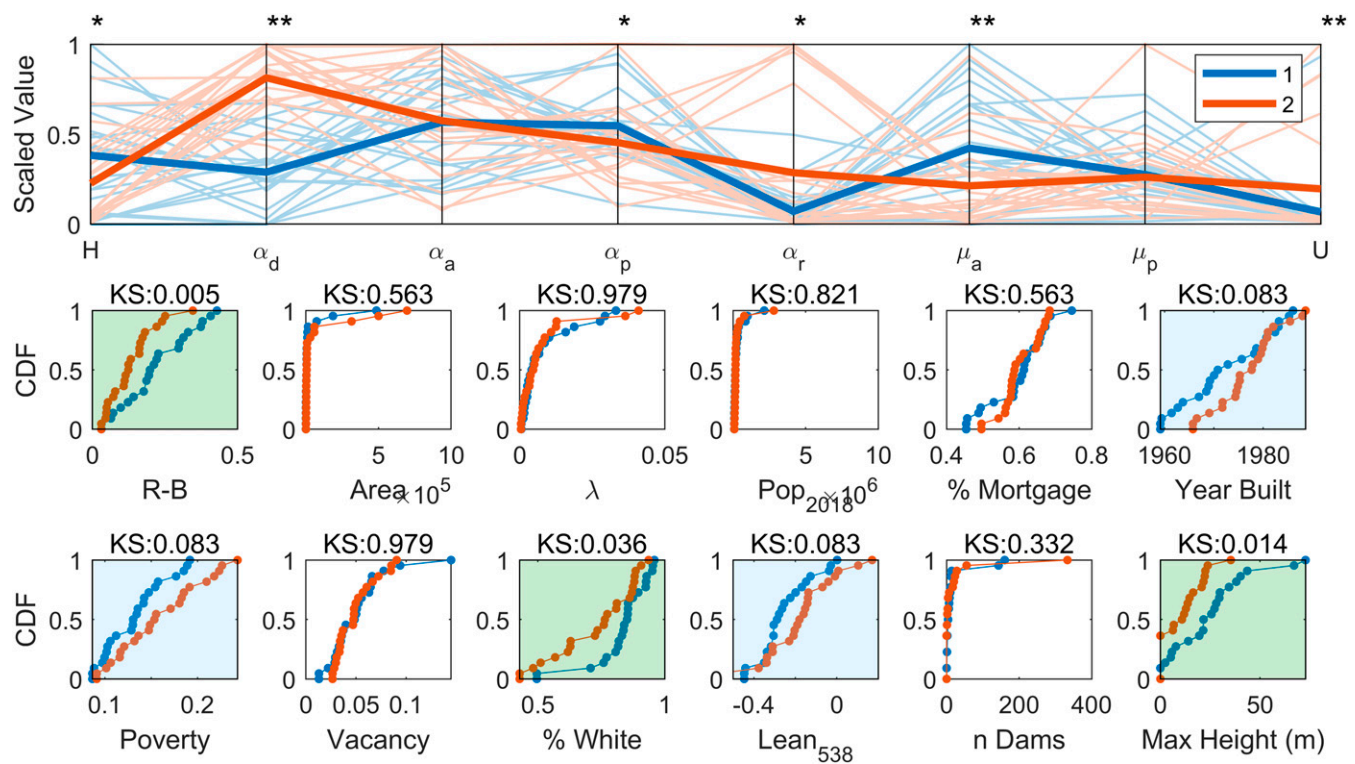 * ** * * ** **
1
0.5
0
Scaled Value
1
2
H α_d α_a α_p α_r μ_a μ_p U
KS:0.005 KS:0.563 KS:0.979 KS:0.821 KS:0.563 KS:0.083
CDF
1 1 1 1 1 1
0.5 0.5 0.5 0.5 0.5 0.5
0 0 0 0 0 0
0 0.5 0 5 10 0 0.05 0 5 10 0.4 0.6 0.8 1960 1980
R-B Area ×10^5 λ Pop_2018 ×10^6 % Mortgage Year Built
KS:0.083 KS:0.979 KS:0.036 KS:0.083 KS:0.332 KS:0.014
CDF
1 1 1 1 1 1
0.5 0.5 0.5 0.5 0.5 0.5
0 0 0 0 0 0
0.1 0.2 0 0.05 0.1 0.5 1 -0.4 0 0 200 400 0 50
Poverty Vacancy % White Lean_538 n Dams Max Height (m)